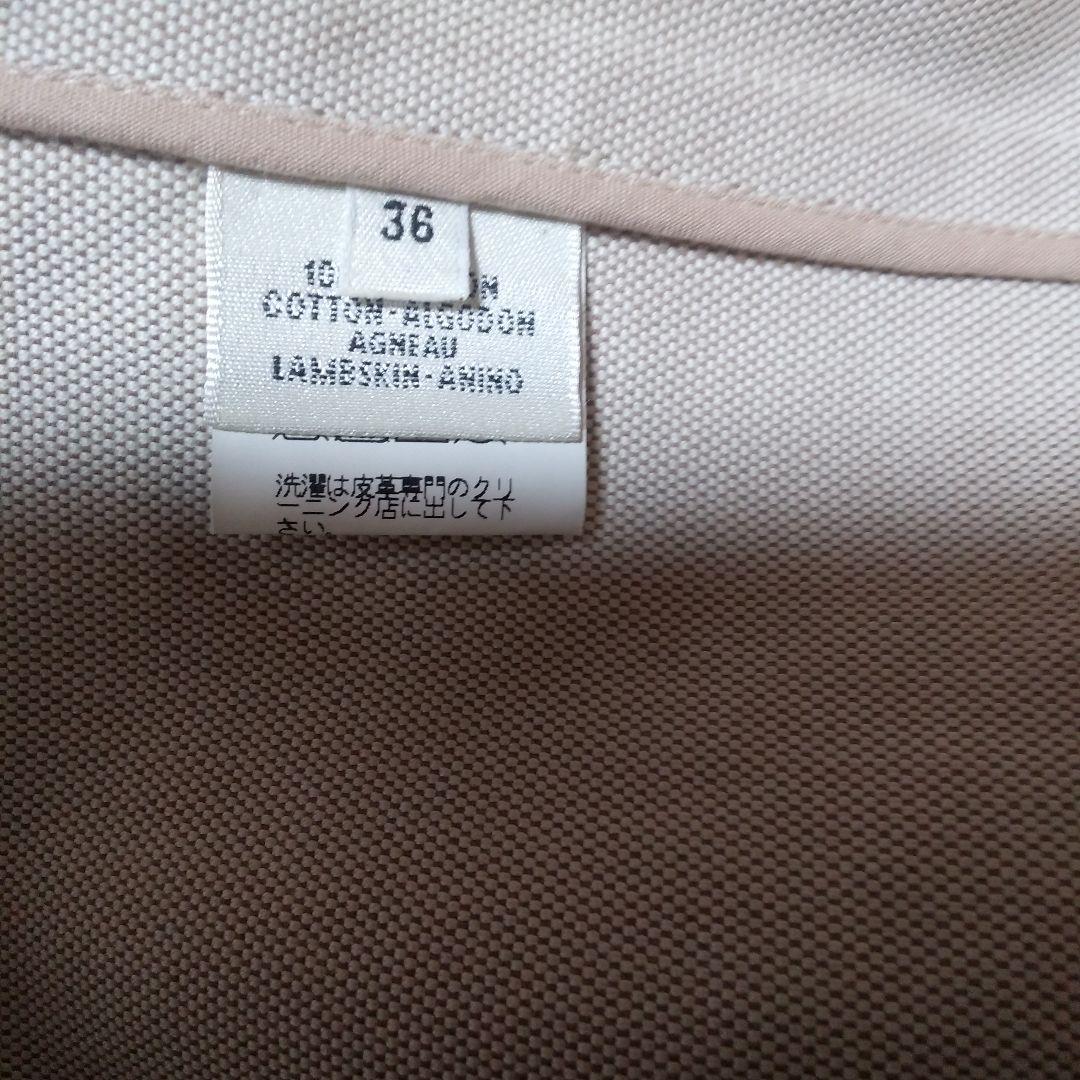 36
10
COTTON-ALGODON
AGNEAU
LAMBSKIN-ANINO
洗濯は皮革専門のクリ
ーニング店に出して下
さい。